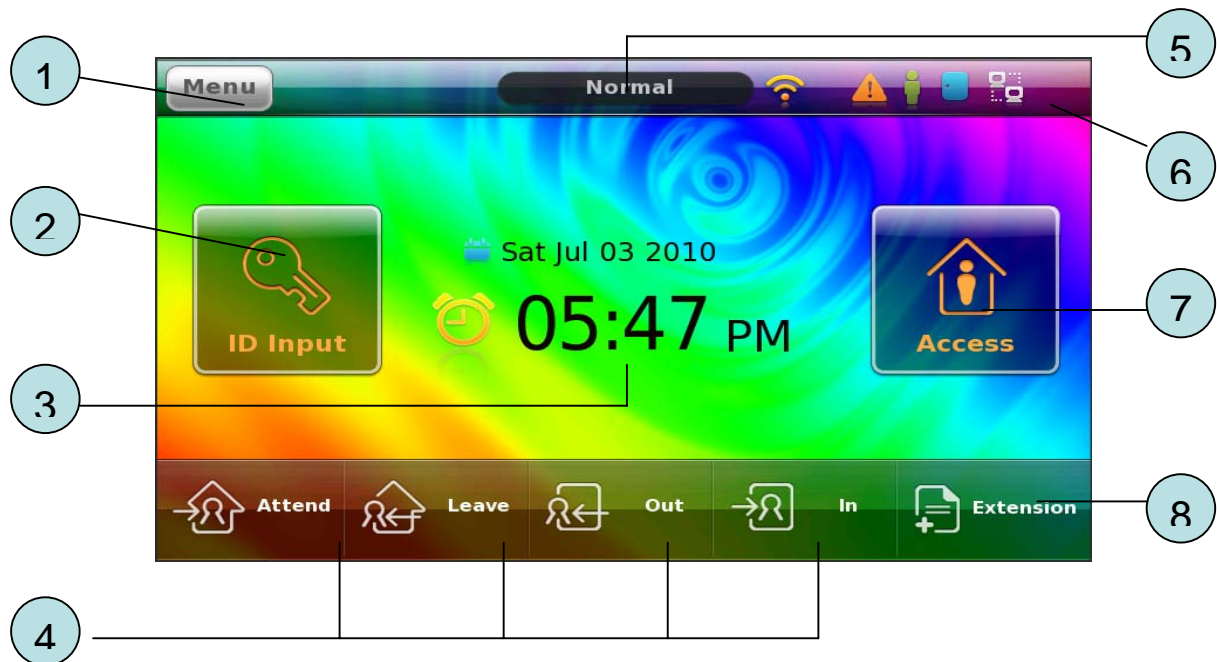 1
Menu
Normal
5
6
2
ID Input
Sat Jul 03 2010
05:47 PM
Access
7
3
Attend
Leave
Out
In
Extension
8
4